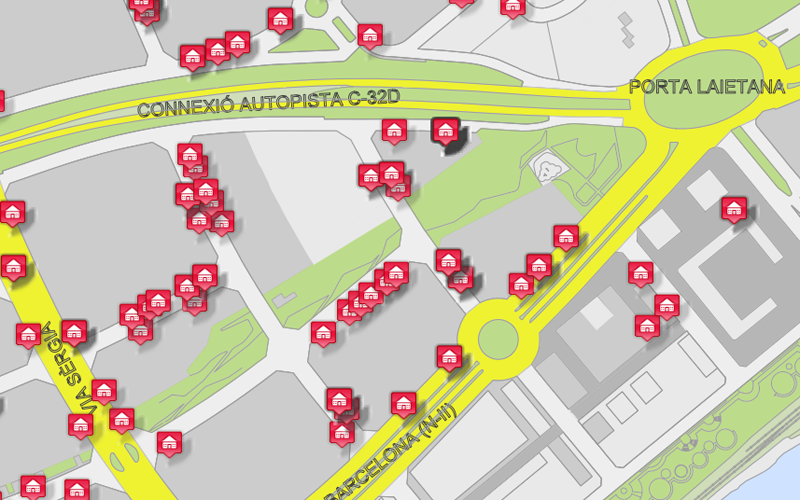 PORTA LAIETANA
CONNEXIÓ AUTOPISTA C-32D
VIA SÈRGIA
BARCELONA (N-II)